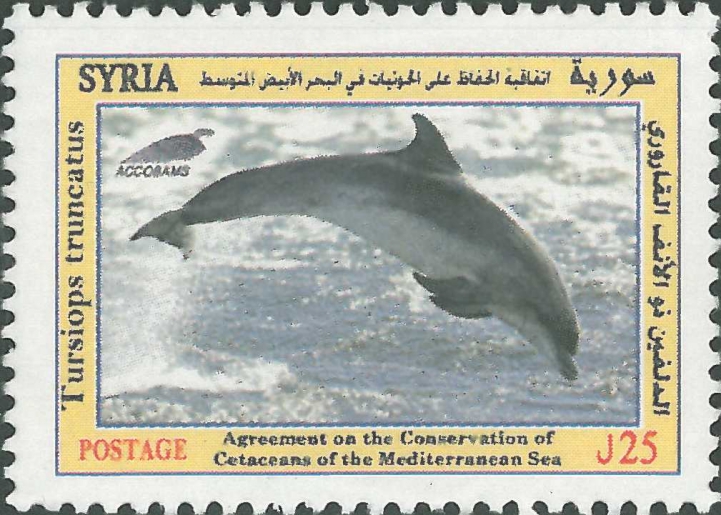 SYRIA
اتفاقية الحفاظ على الحوتيات في البحر الأبيض المتوسط
سورية
ACCOBAMS
Tursiops truncatus
الدلفين ذو الأنف القاروري
POSTAGE
Agreement on the Conservation of
Cetaceans of the Mediterranean Sea
J25